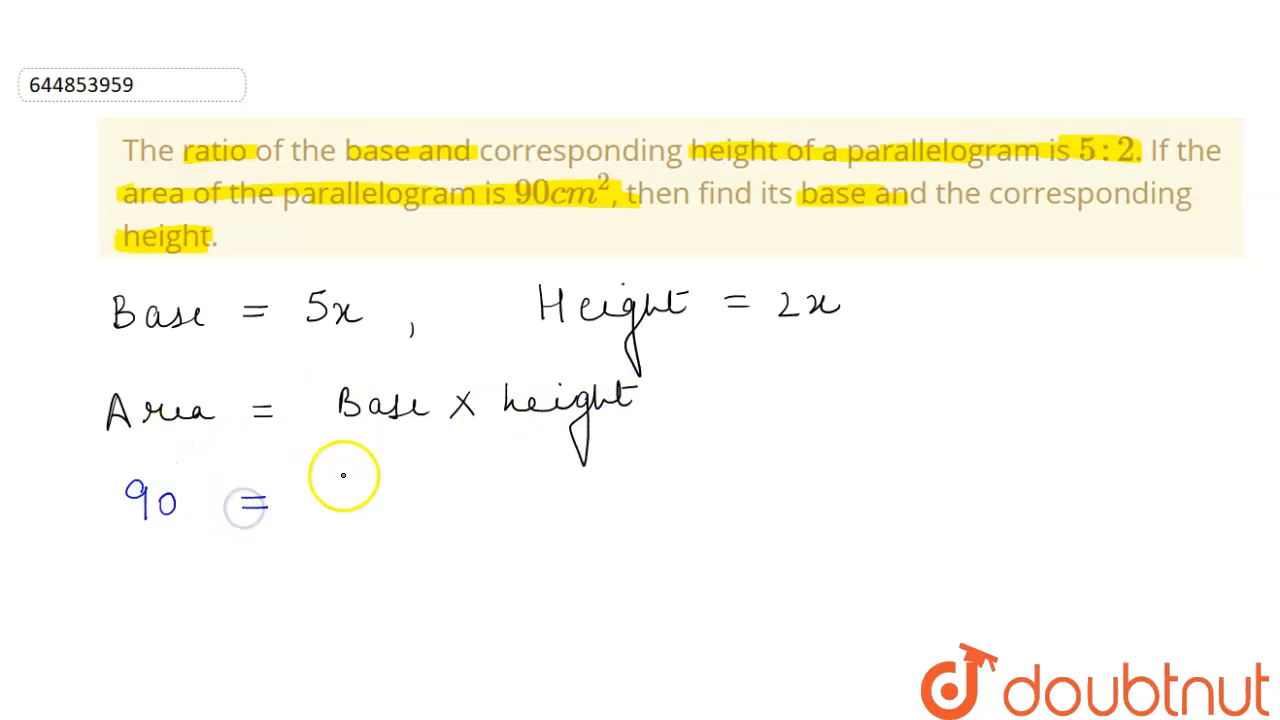 644853959
The ratio of the base and corresponding height of a parallelogram is 5 : 2. If the
area of the parallelogram is 90cm², then find its base and the corresponding
height.
Base = 5x , Height = 2x
Area = Base × height
90 =
doubtnut